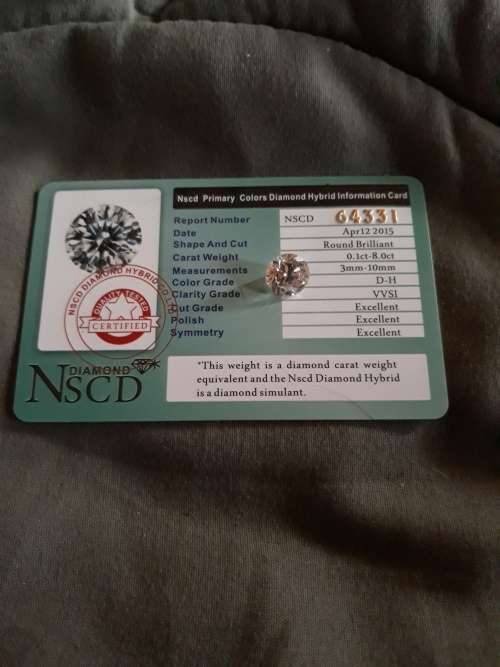 Nscd Primary Colors Diamond Hybrid Information Card
Report Number NSCD 64331
Date Apr12 2015
Shape And Cut Round Brilliant
Carat Weight 0.1ct-8.0ct
Measurements 3mm-10mm
Color Grade D-H
Clarity Grade VVSI
Cut Grade Excellent
Polish Excellent
Symmetry Excellent
NSCD DIAMOND HYBRID CO.LTD
QUALITY TESTED
CERTIFIED
DIAMOND
NSCD
*This weight is a diamond carat weight
equivalent and the Nscd Diamond Hybrid
is a diamond simulant.